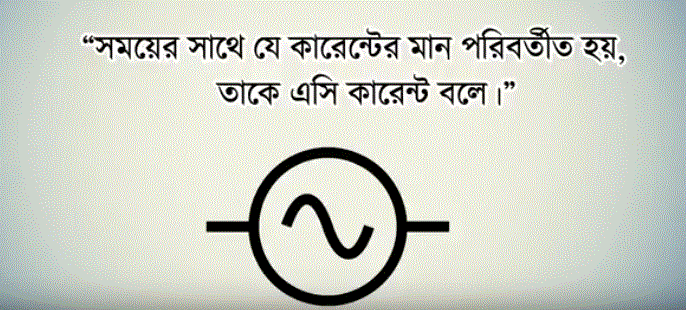 “সময়ের সাথে যে কারেন্টের মান পরিবর্তীত হয়,
তাকে এসি কারেন্ট বলে।”